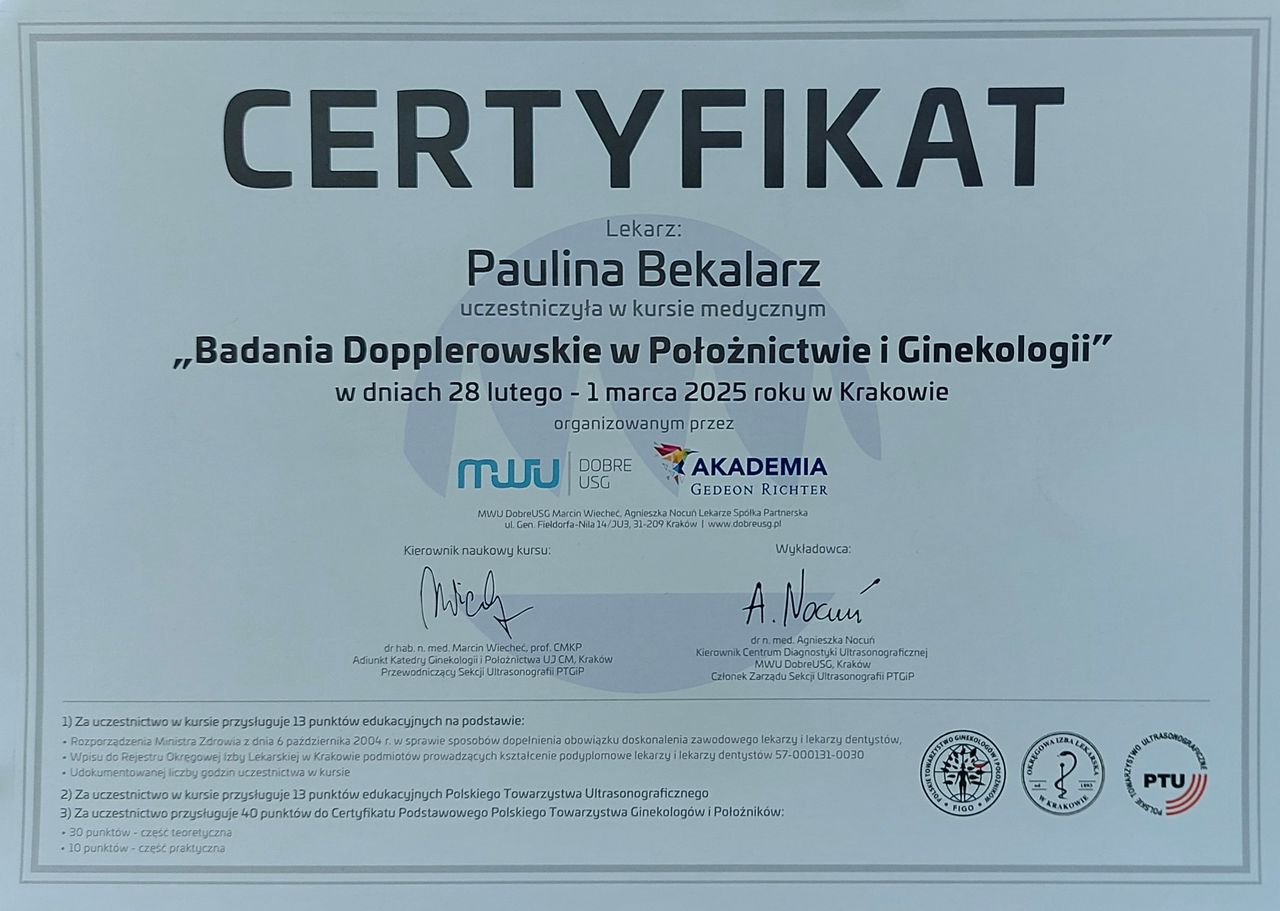 CERTYFIKAT
Lekarz:
Paulina Bekalarz
uczestniczyła w kursie medycznym
„Badania Dopplerowskie w Położnictwie i Ginekologii”
w dniach 28 lutego - 1 marca 2025 roku w Krakowie
organizowanym przez
mwu DOBRE USG AKADEMIA GEDEON RICHTER
MWU DobreUSG Marcin Wiecheć, Agnieszka Nocuń Lekarze Spółka Partnerska
ul. Gen. Fieldorfa-Nila 14/JU3, 31-209 Kraków | www.dobreusg.pl
Kierownik naukowy kursu:
Wykładowca:
A. Nocuń
dr hab. n. med. Marcin Wiecheć, prof. CMKP
Adiunkt Katedry Ginekologii i Położnictwa UJ CM, Kraków
Przewodniczący Sekcji Ultrasonografii PTGiP
dr n. med. Agnieszka Nocuń
Kierownik Centrum Diagnostyki Ultrasonograficznej
MWU DobreUSG, Kraków
Członek Zarządu Sekcji Ultrasonografii PTGiP
1) Za uczestnictwo w kursie przysługuje 13 punktów edukacyjnych na podstawie:
• Rozporządzenia Ministra Zdrowia z dnia 6 października 2004 r. w sprawie sposobów dopełnienia obowiązku doskonalenia zawodowego lekarzy i lekarzy dentystów,
• Wpisu do Rejestru Okręgowej Izby Lekarskiej w Krakowie podmiotów prowadzących kształcenie podyplomowe lekarzy i lekarzy dentystów 57-000131-0030
• Udokumentowanej liczby godzin uczestnictwa w kursie
2) Za uczestnictwo w kursie przysługuje 13 punktów edukacyjnych Polskiego Towarzystwa Ultrasonograficznego
3) Za uczestnictwo przysługuje 40 punktów do Certyfikatu Podstawowego Polskiego Towarzystwa Ginekologów i Położników:
• 30 punktów - część teoretyczna
• 10 punktów - część praktyczna
POLSKIE TOWARZYSTWO GINEKOLOGÓW I POŁOŻNIKÓW
FIGO
OKRĘGOWA IZBA LEKARSKA
od 1893
W KRAKOWIE
POLSKIE TOWARZYSTWO ULTRASONOGRAFICZNE
PTU